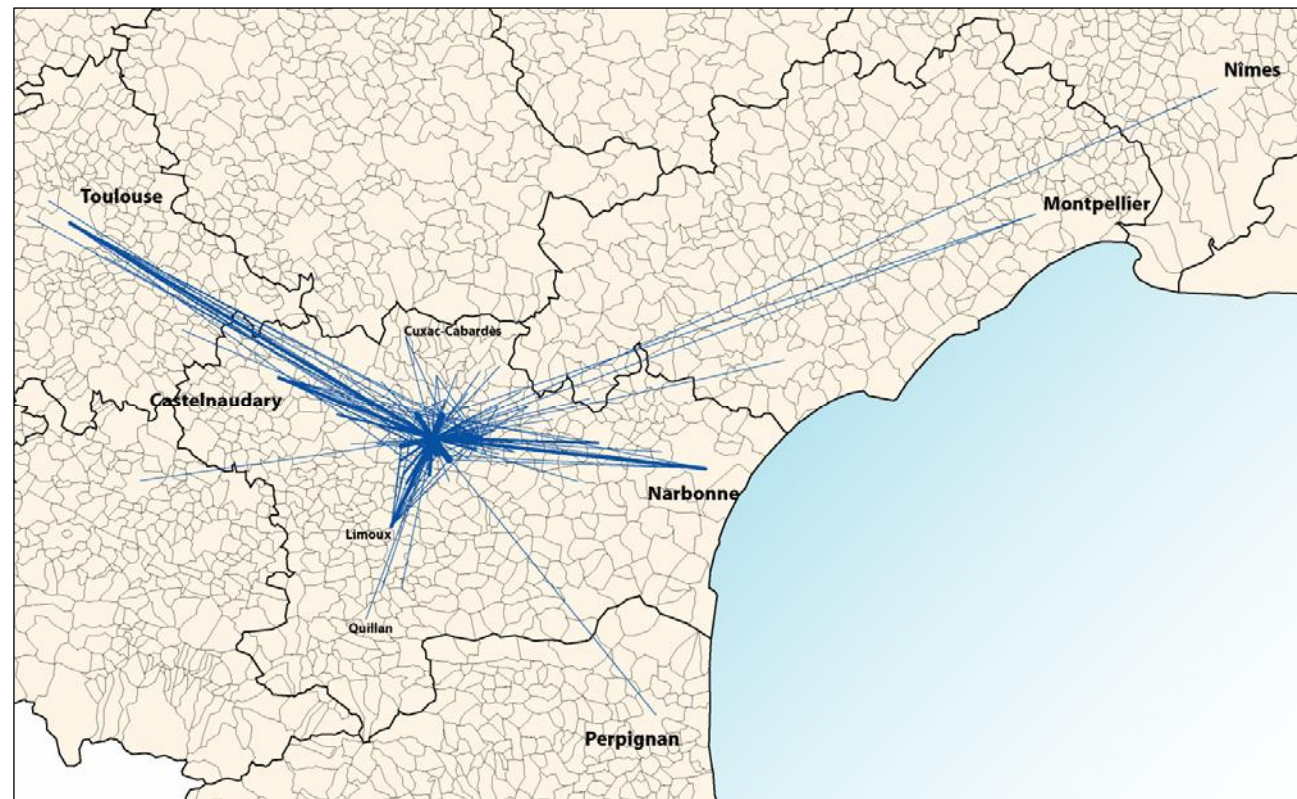 Nîmes
Toulouse
Montpellier
Cuxac-Cabardès
Castelnaudary
Narbonne
Limoux
Quillan
Perpignan